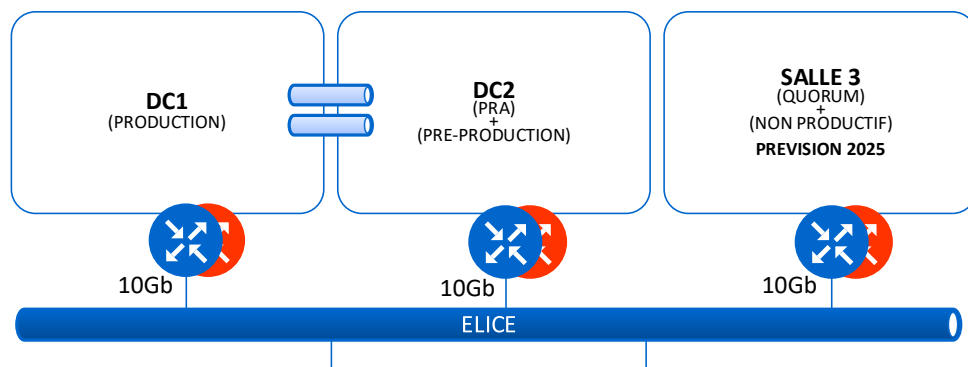 DC1
(PRODUCTION)
DC2
(PRA)
+
(PRE-PRODUCTION)
SALLE 3
(QUORUM)
+
(NON PRODUCTIF)
PREVISION 2025
10Gb
10Gb
10Gb
ELICE